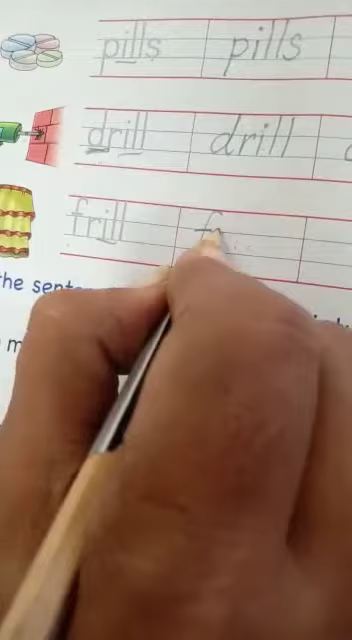 pills pills
drill drill
frill f
the sent
m